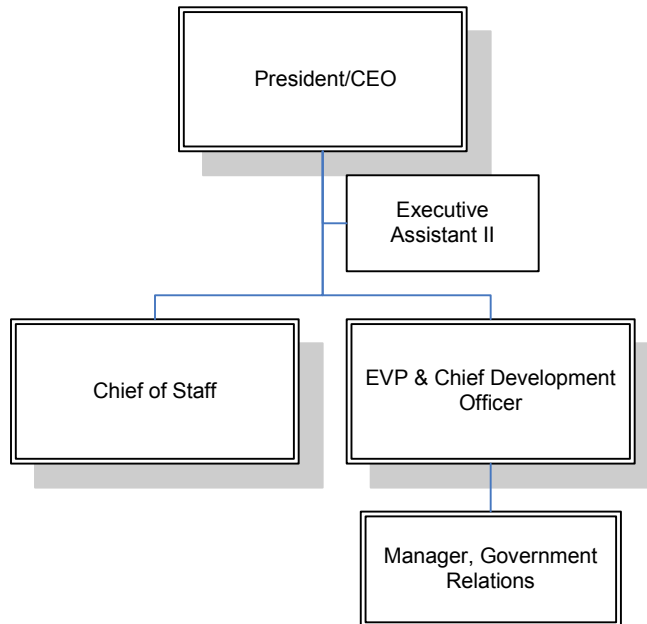 President/CEO
Executive
Assistant II
Chief of Staff
EVP & Chief Development
Officer
Manager, Government
Relations